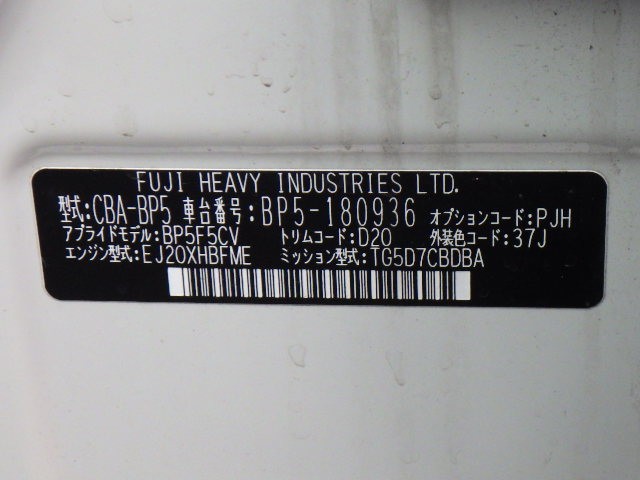 FUJI HEAVY INDUSTRIES LTD.
型式:CBA-BP5 車台番号:BP5-180936 オプションコード:PJH
アプライドモデル:BP5F5CV トリムコード:D20 外装色コード:37J
エンジン型式:EJ20XHBFME ミッション型式:TG5D7CBDBA